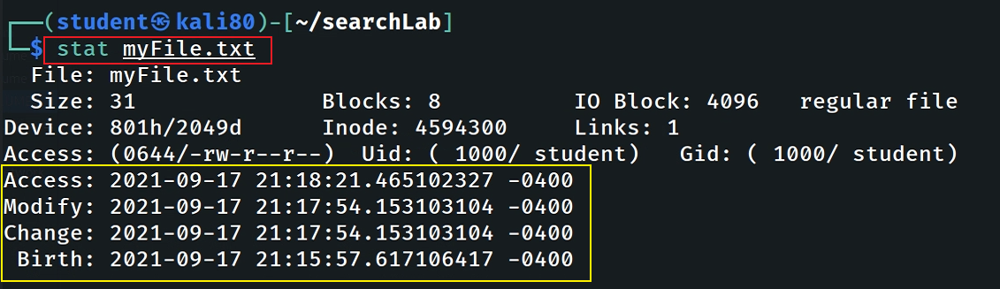 ┌──(student㉿kali80)-[~/searchLab]
└─$ stat myFile.txt
  File: myFile.txt
  Size: 31              Blocks: 8          IO Block: 4096   regular file
Device: 801h/2049d      Inode: 4594300     Links: 1
Access: (0644/-rw-r--r--)  Uid: ( 1000/ student)   Gid: ( 1000/ student)
Access: 2021-09-17 21:18:21.465102327 -0400
Modify: 2021-09-17 21:17:54.153103104 -0400
Change: 2021-09-17 21:17:54.153103104 -0400
 Birth: 2021-09-17 21:15:57.617106417 -0400